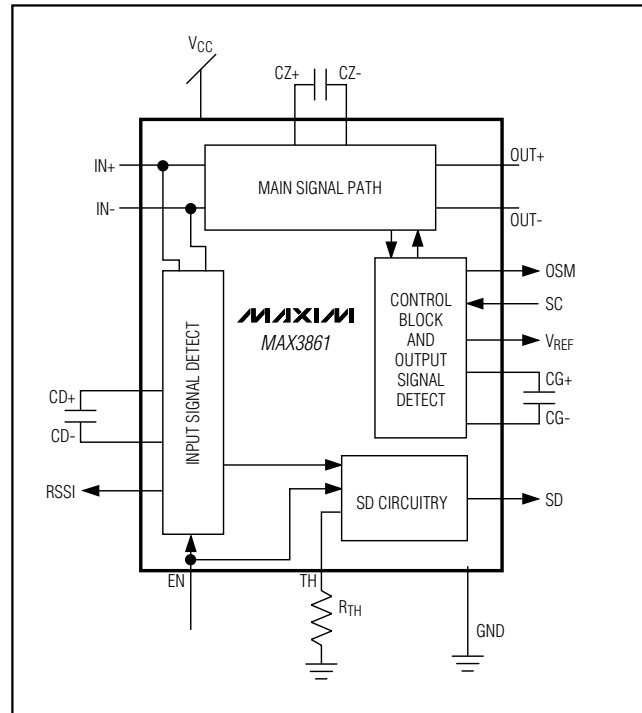 VCC
CZ+ CZ-
IN+
IN-
MAIN SIGNAL PATH
OUT+
OUT-
INPUT SIGNAL DETECT
MAXIM
MAX3861
CONTROL
BLOCK
AND
OUTPUT
SIGNAL
DETECT
OSM
SC
VREF
CG+
CG-
CD+
CD-
RSSI
SD CIRCUITRY
SD
EN
TH
RTH
GND